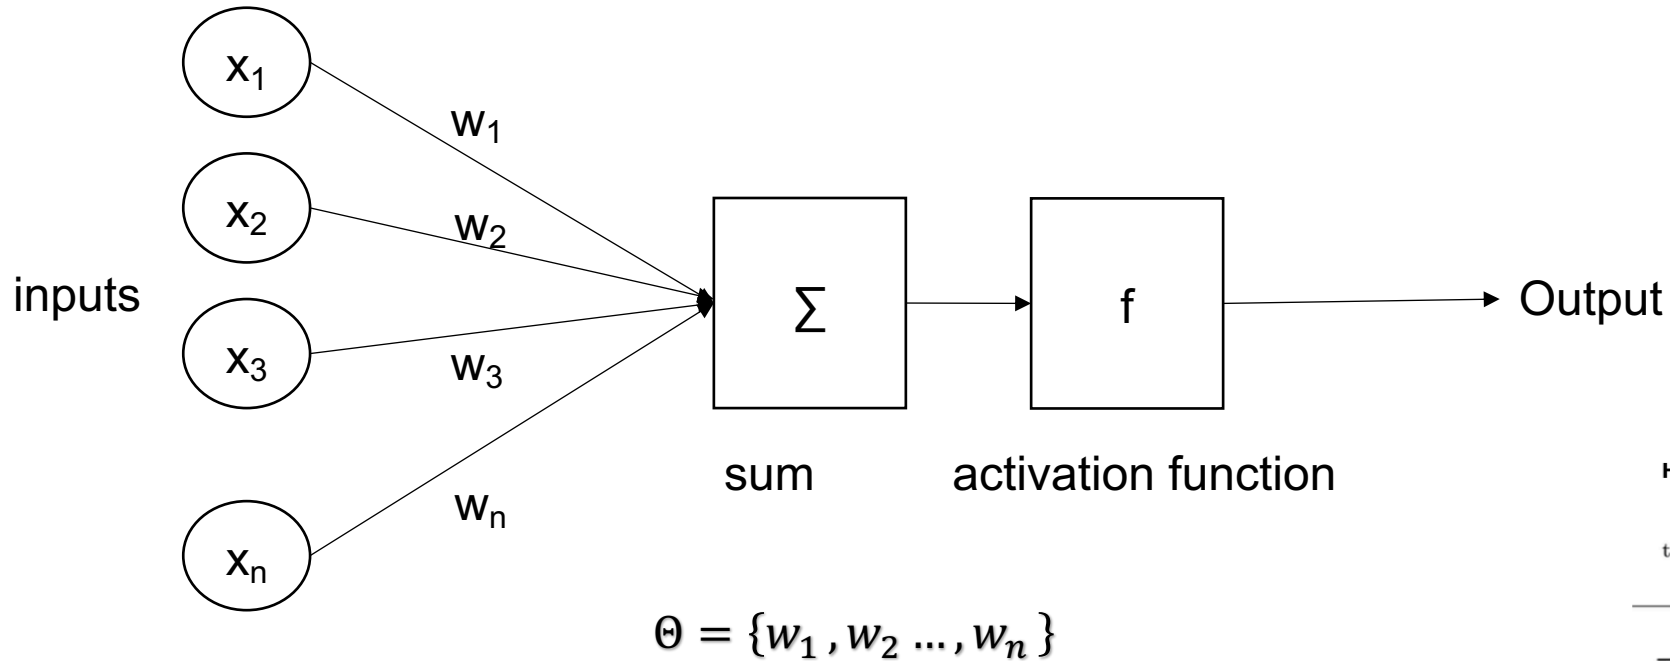 x₁
w₁
x₂
w₂
inputs
∑
f
Output
x₃
w₃
sum
activation function
wₙ
xₙ
Θ = {w₁ , w₂ …, wₙ }